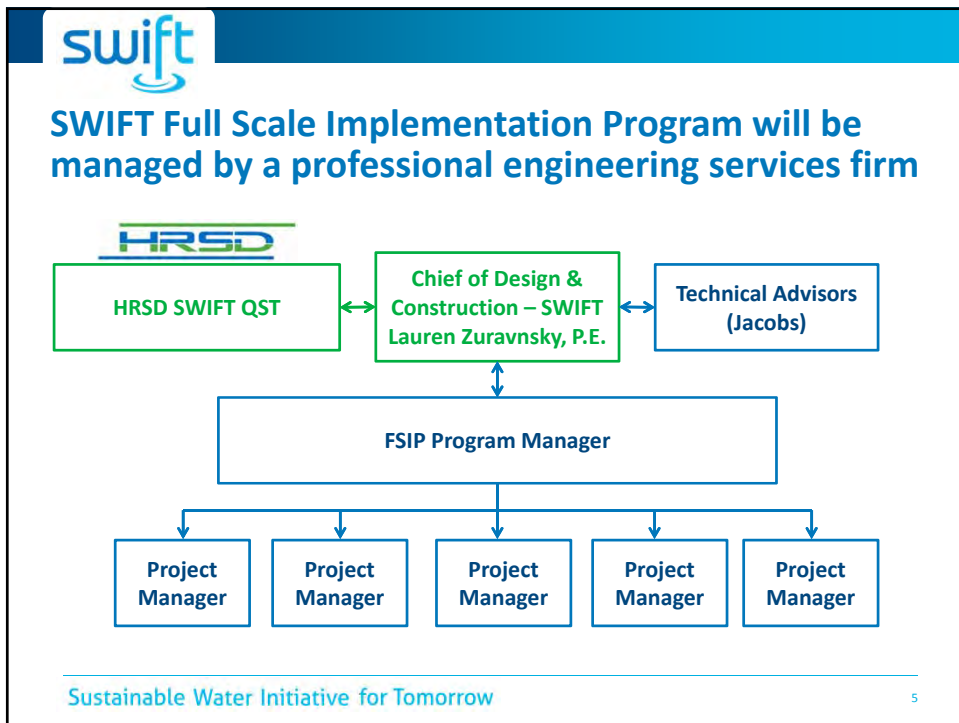 swift
SWIFT Full Scale Implementation Program will be
managed by a professional engineering services firm
HRSD
HRSD SWIFT QST
Chief of Design &
Construction – SWIFT
Lauren Zuravnsky, P.E.
Technical Advisors
(Jacobs)
FSIP Program Manager
Project
Manager
Project
Manager
Project
Manager
Project
Manager
Project
Manager
Sustainable Water Initiative for Tomorrow
5